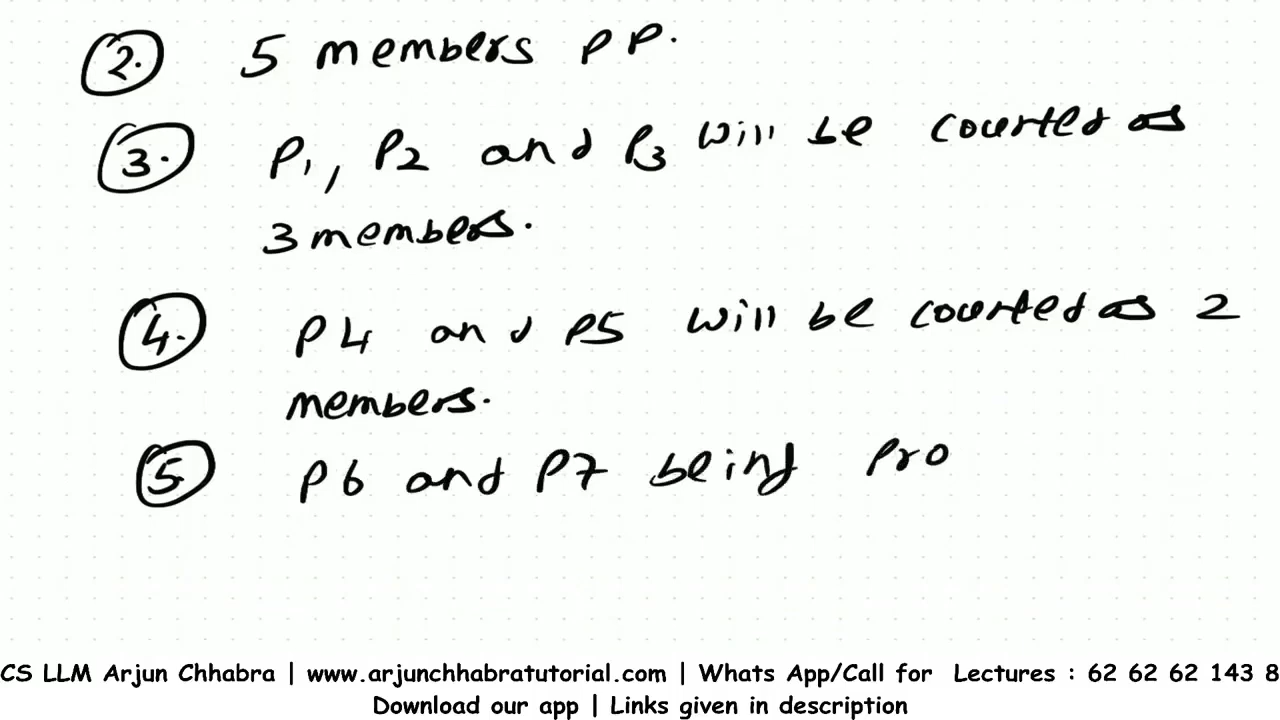 2. 5 members PP.
3. P1, P2 and P3 will be counted as
3 members.
4. P4 and P5 will be counted as 2
members.
5. P6 and P7 being Pro
CS LLM Arjun Chhabra | www.arjunchhabratutorial.com | Whats App/Call for Lectures : 62 62 62 143 8
Download our app | Links given in description